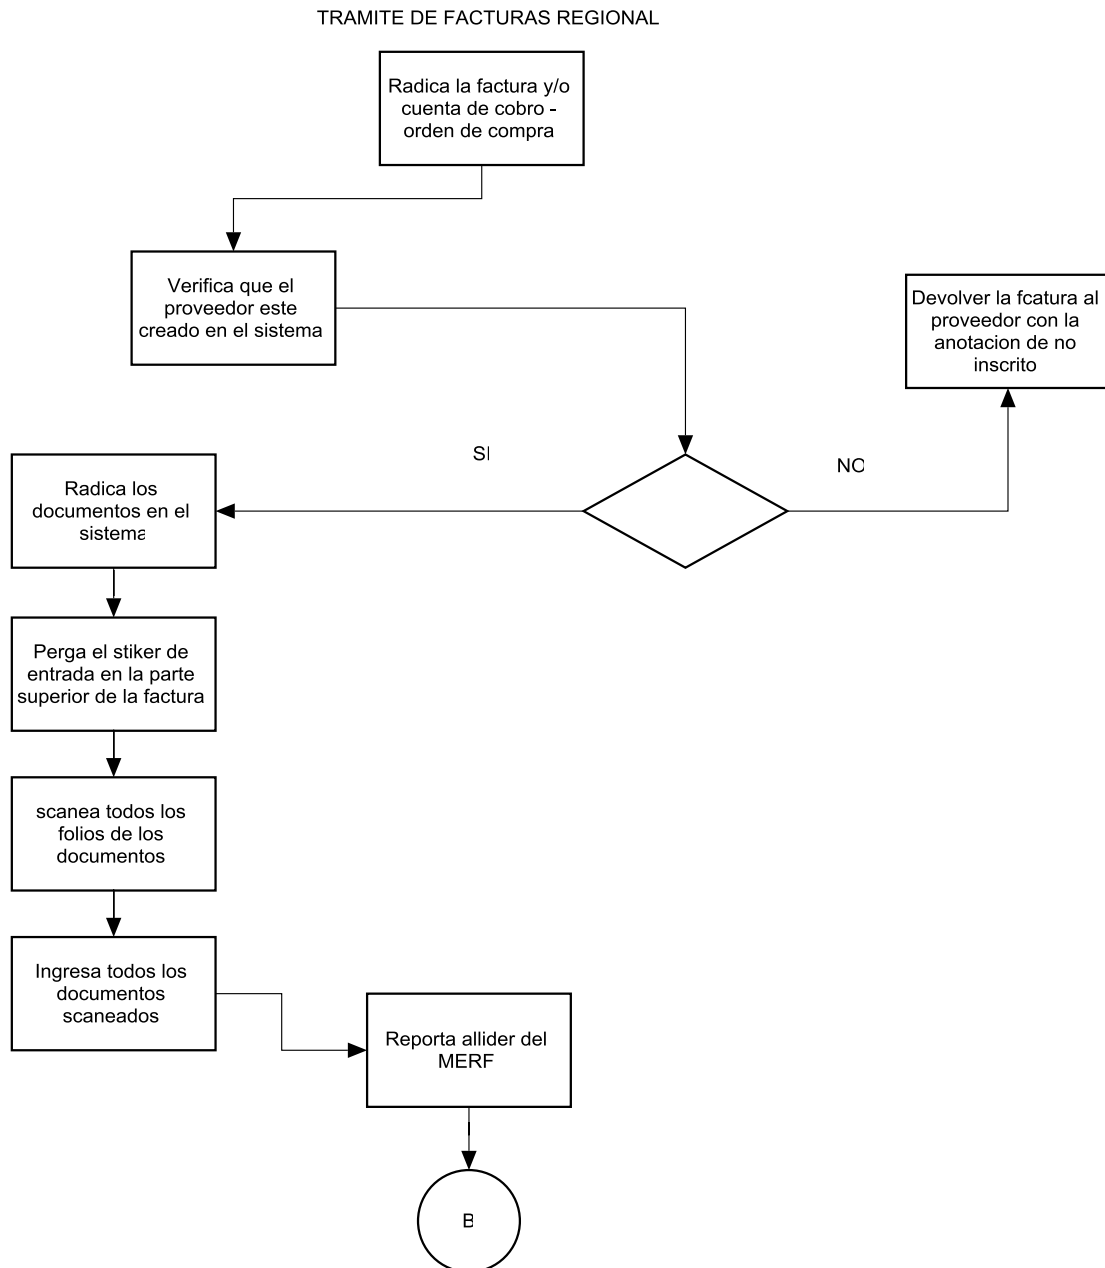 TRAMITE DE FACTURAS REGIONAL
Radica la factura y/o
cuenta de cobro -
orden de compra
Verifica que el
proveedor este
creado en el sistema
Devolver la fcatura al
proveedor con la
anotacion de no
inscrito
SI
NO
Radica los
documentos en el
sistema
Perga el stiker de
entrada en la parte
superior de la factura
scanea todos los
folios de los
documentos
Ingresa todos los
documentos
scaneados
Reporta allider del
MERF
B